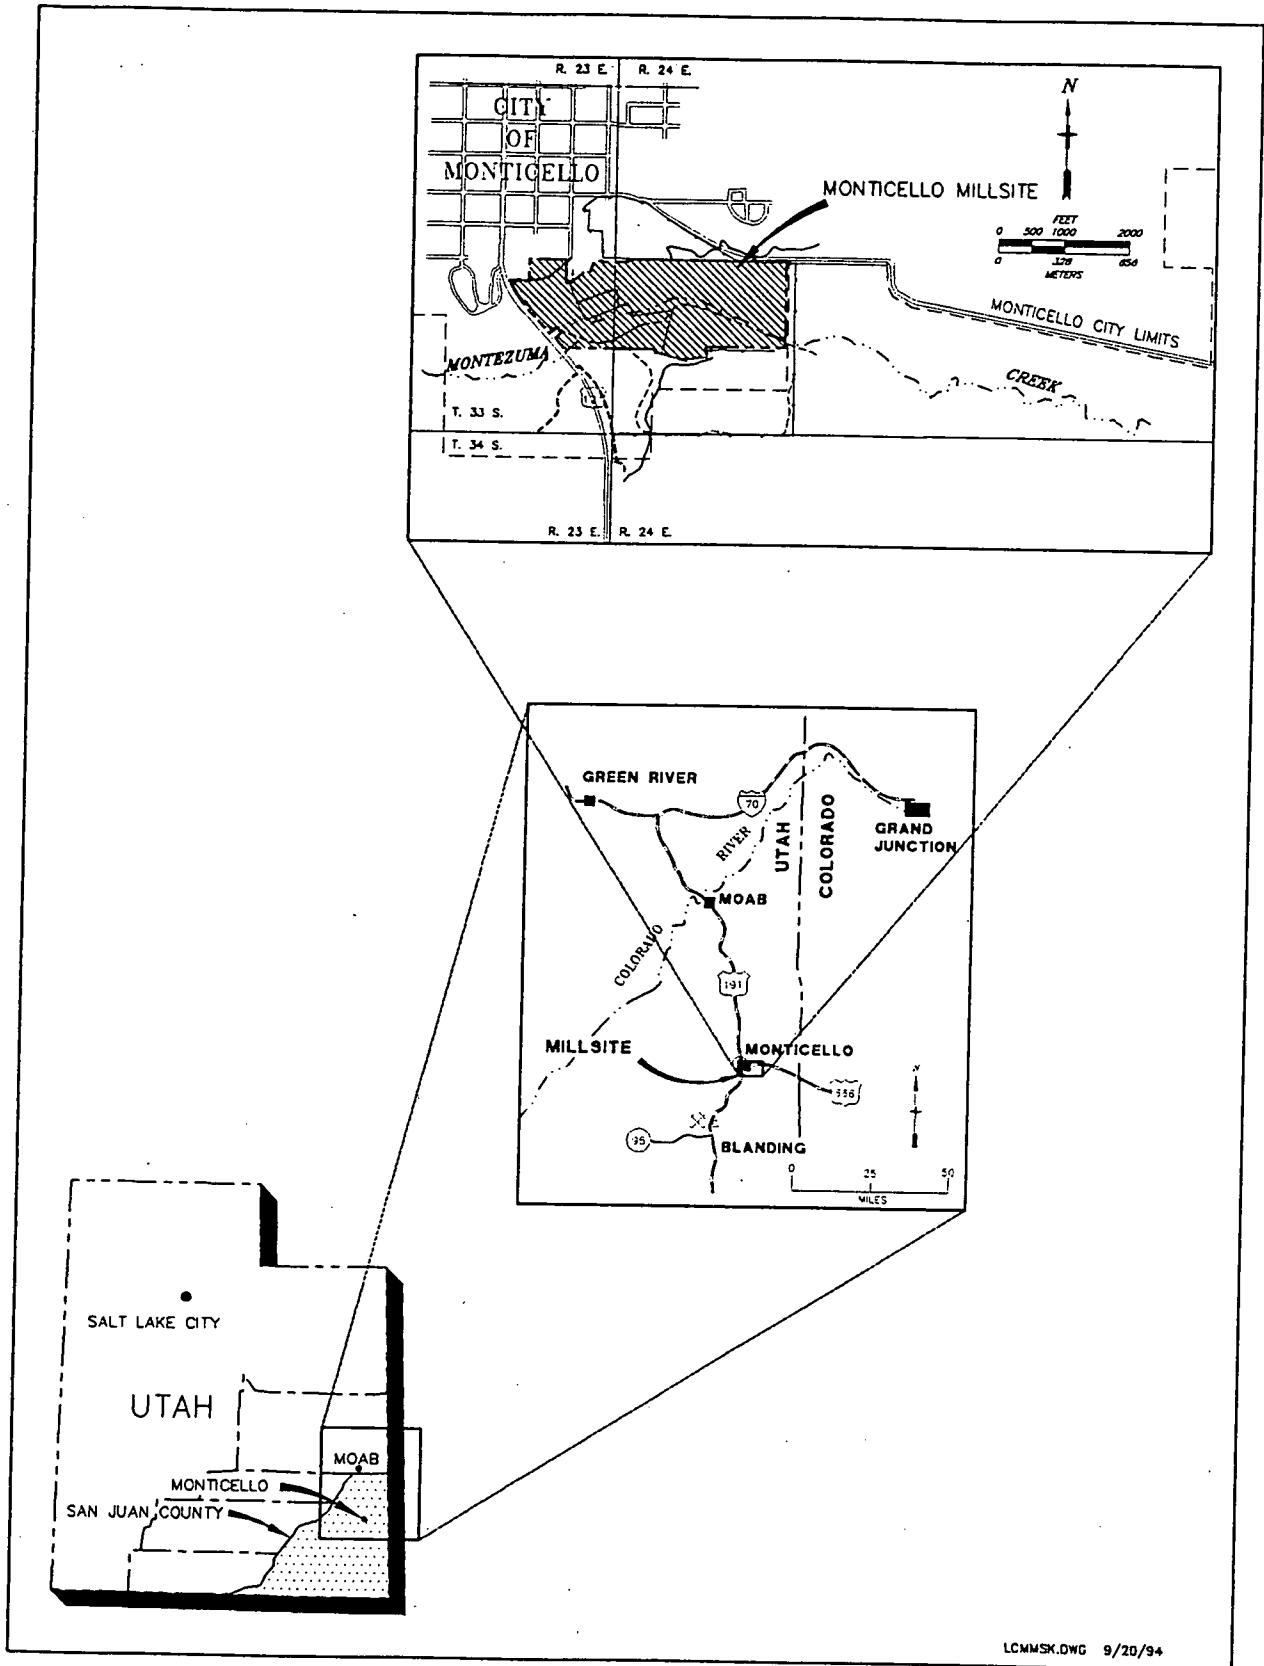 R. 23 E. R. 24 E.
CITY
OF
MONTICELLO
N
MONTICELLO MILLSITE
FEET
0 500 1000 2000
0 328 656
METERS
MONTICELLO CITY LIMITS
MONTEZUMA
CREEK
T. 33 S.
T. 34 S.
R. 23 E. R. 24 E.
GREEN RIVER
70
GRAND
JUNCTION
RIVER
UTAH
COLORADO
MOAB
COLORADO
191
MILLSITE
MONTICELLO
N
95
BLANDING
0 25 50
MILES
SALT LAKE CITY
UTAH
MOAB
MONTICELLO
SAN JUAN COUNTY
LCMMSK.DWG 9/20/94